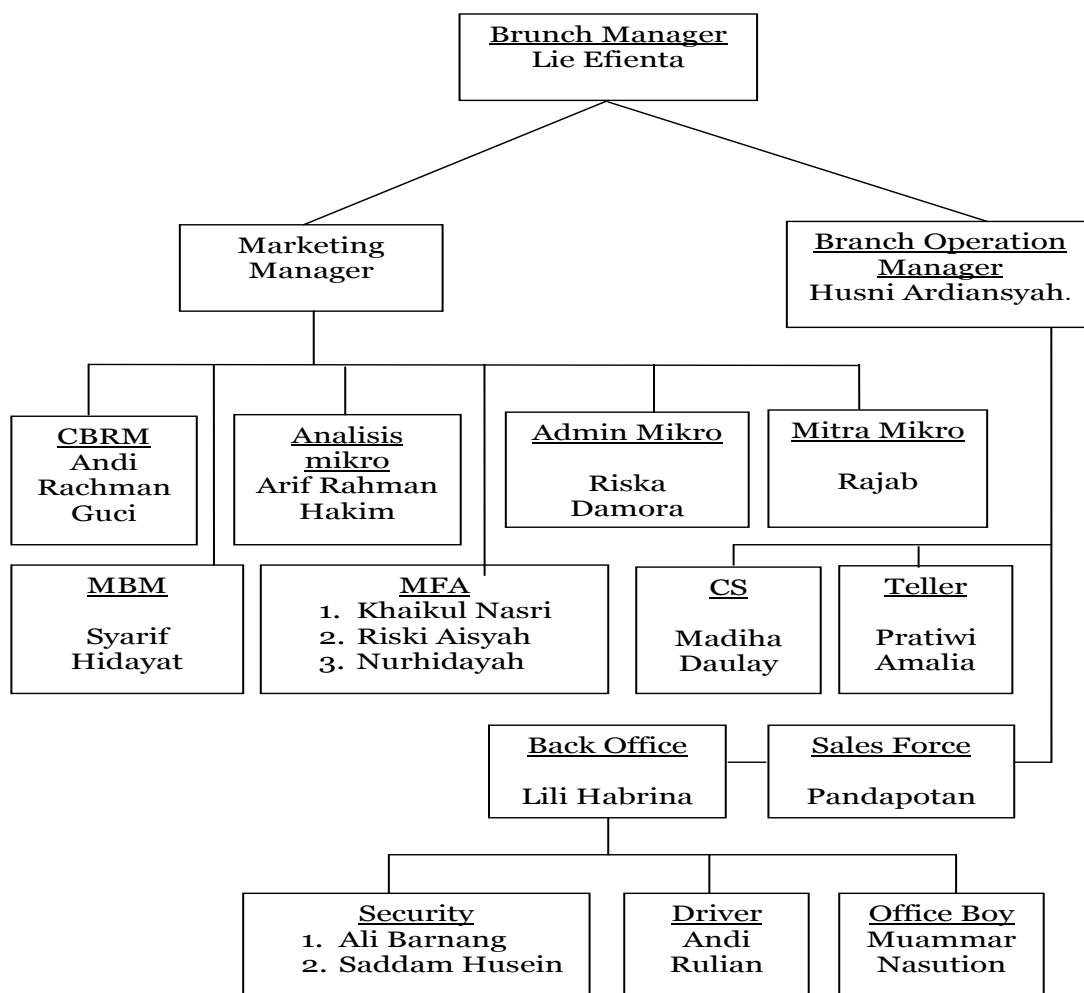 Brunch Manager
Lie Efienta
Marketing
Manager
Branch Operation
Manager
Husni Ardiansyah.
CBRM
Andi
Rachman
Guci
Analisis
mikro
Arif Rahman
Hakim
Admin Mikro
Riska
Damora
Mitra Mikro
Rajab
MBM
Syarif
Hidayat
MFA
1. Khaikul Nasri
2. Riski Aisyah
3. Nurhidayah
CS
Madiha
Daulay
Teller
Pratiwi
Amalia
Back Office
Lili Habrina
Sales Force
Pandapotan
Security
1. Ali Barnang
2. Saddam Husein
Driver
Andi
Rulian
Office Boy
Muammar
Nasution